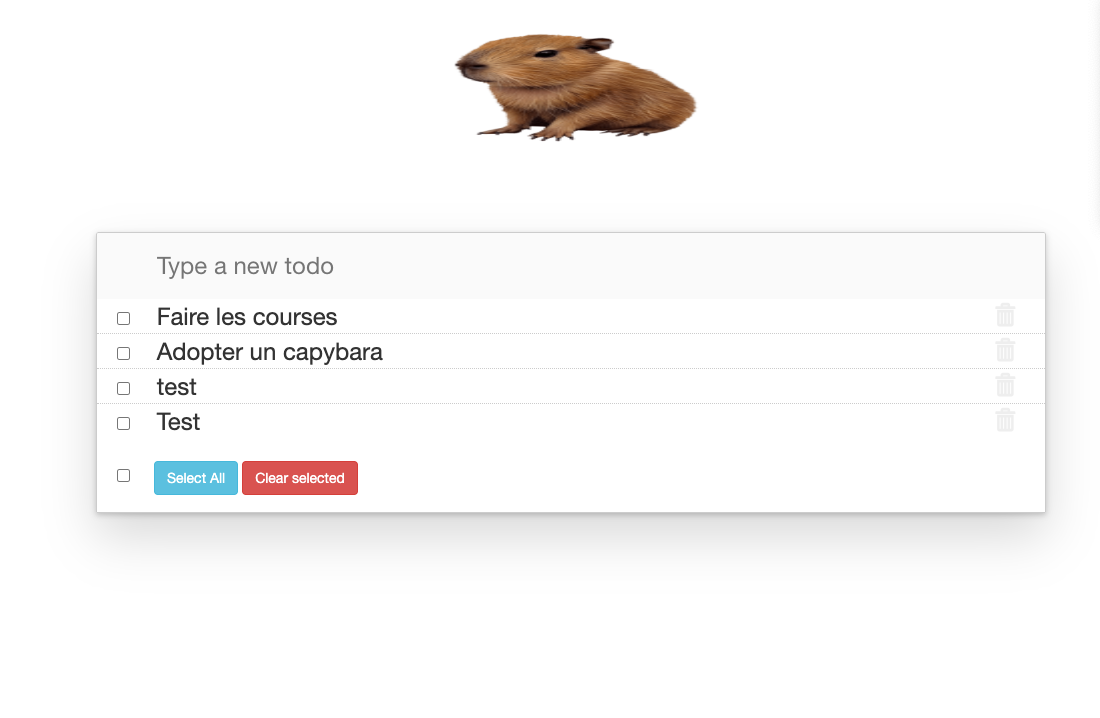 Type a new todo
Faire les courses
Adopter un capybara
test
Test
Select All Clear selected